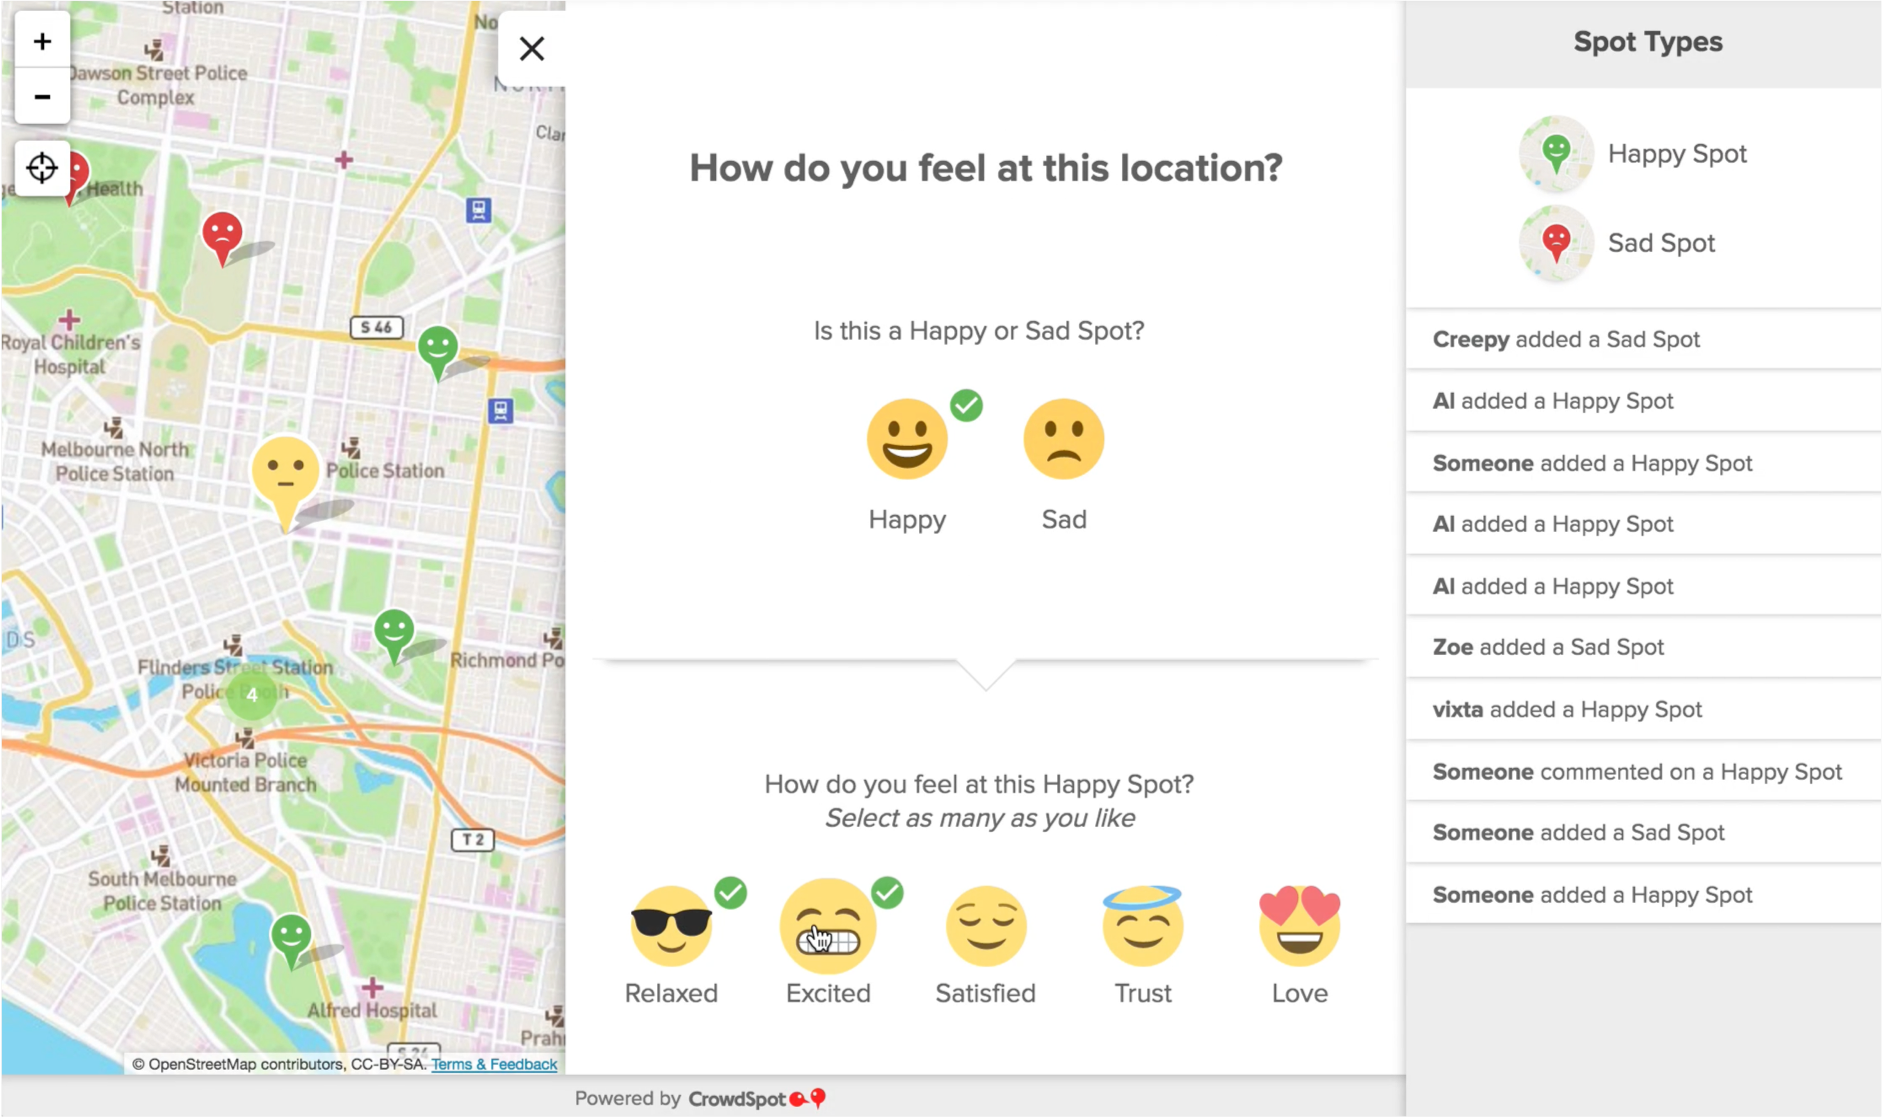 Station
No
+
Dawson Street Police
Complex
−
Cla
Health
S 46
Royal Children's
Hospital
Melbourne North
Police Station
Police Station
DS
Flinders Street Station
Richmond Po
4
Victoria Police
Mounted Branch
T 2
South Melbourne
Police Station
Alfred Hospital
Prahr
S 24
© OpenStreetMap contributors, CC-BY-SA. Terms & Feedback
How do you feel at this location?
Is this a Happy or Sad Spot?
Happy
Sad
How do you feel at this Happy Spot?
Select as many as you like
Relaxed
Excited
Satisfied
Trust
Love
Powered by CrowdSpot
Spot Types
Happy Spot
Sad Spot
Creepy added a Sad Spot
Al added a Happy Spot
Someone added a Happy Spot
Al added a Happy Spot
Al added a Happy Spot
Zoe added a Sad Spot
vixta added a Happy Spot
Someone commented on a Happy Spot
Someone added a Sad Spot
Someone added a Happy Spot